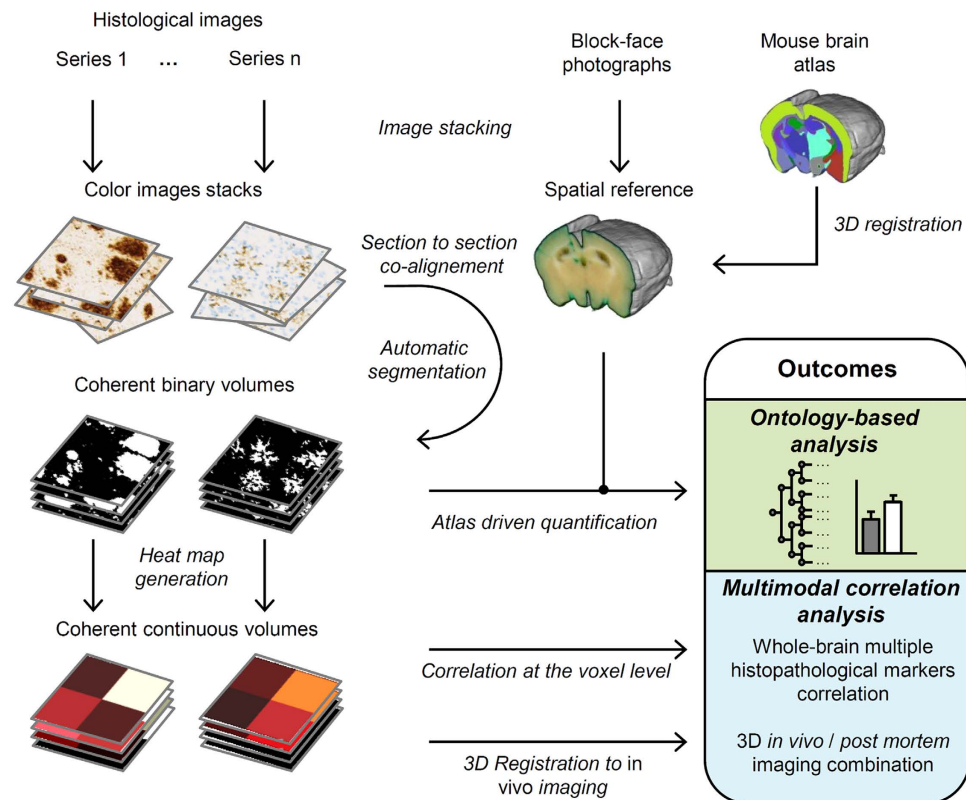 Histological images
Series 1 ... Series n
Block-face
photographs
Mouse brain
atlas
Image stacking
Color images stacks
Spatial reference
3D registration
Section to section
co-alignement
Automatic
segmentation
Coherent binary volumes
Atlas driven quantification
Heat map
generation
Coherent continuous volumes
Correlation at the voxel level
3D Registration to in
vivo imaging
Outcomes
Ontology-based
analysis
...
...
...
...
...
...
...
Multimodal correlation
analysis
Whole-brain multiple
histopathological markers
correlation
3D in vivo / post mortem
imaging combination